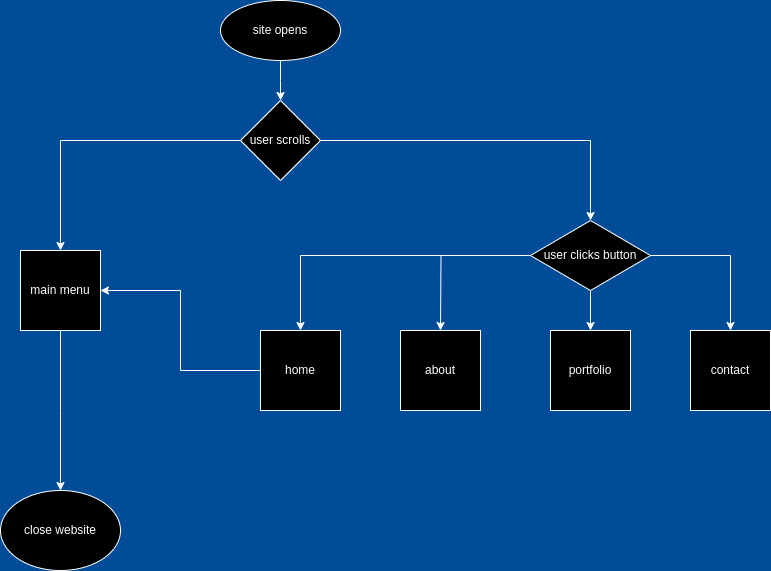 site opens
user scrolls
user clicks button
main menu
home
about
portfolio
contact
close website